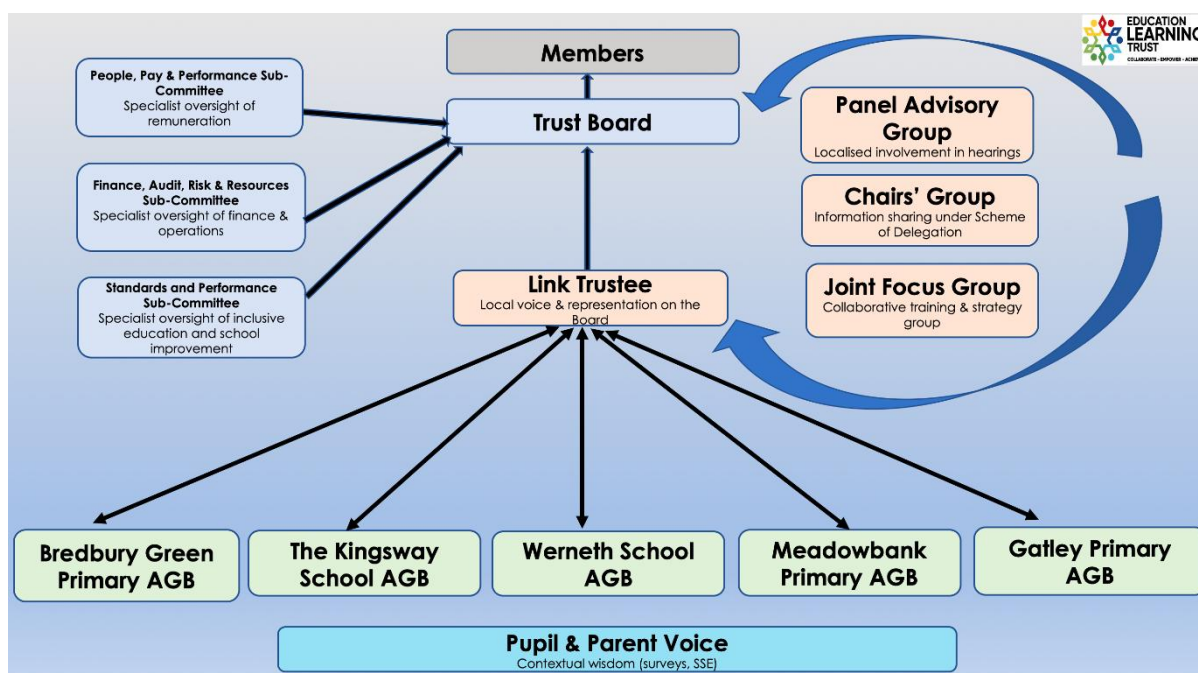 EDUCATION
LEARNING
TRUST
COLLABORATE - EMPOWER - ACHIE
Members
People, Pay & Performance Sub-
Committee
Specialist oversight of
remuneration
Trust Board
Panel Advisory
Group
Localised involvement in hearings
Finance, Audit, Risk & Resources
Sub-Committee
Specialist oversight of finance &
operations
Chairs’ Group
Information sharing under Scheme
of Delegation
Standards and Performance
Sub-Committee
Specialist oversight of inclusive
education and school
improvement
Link Trustee
Local voice & representation on the
Board
Joint Focus Group
Collaborative training & strategy
group
Bredbury Green
Primary AGB
The Kingsway
School AGB
Werneth School
AGB
Meadowbank
Primary AGB
Gatley Primary
AGB
Pupil & Parent Voice
Contextual wisdom (surveys, SSE)